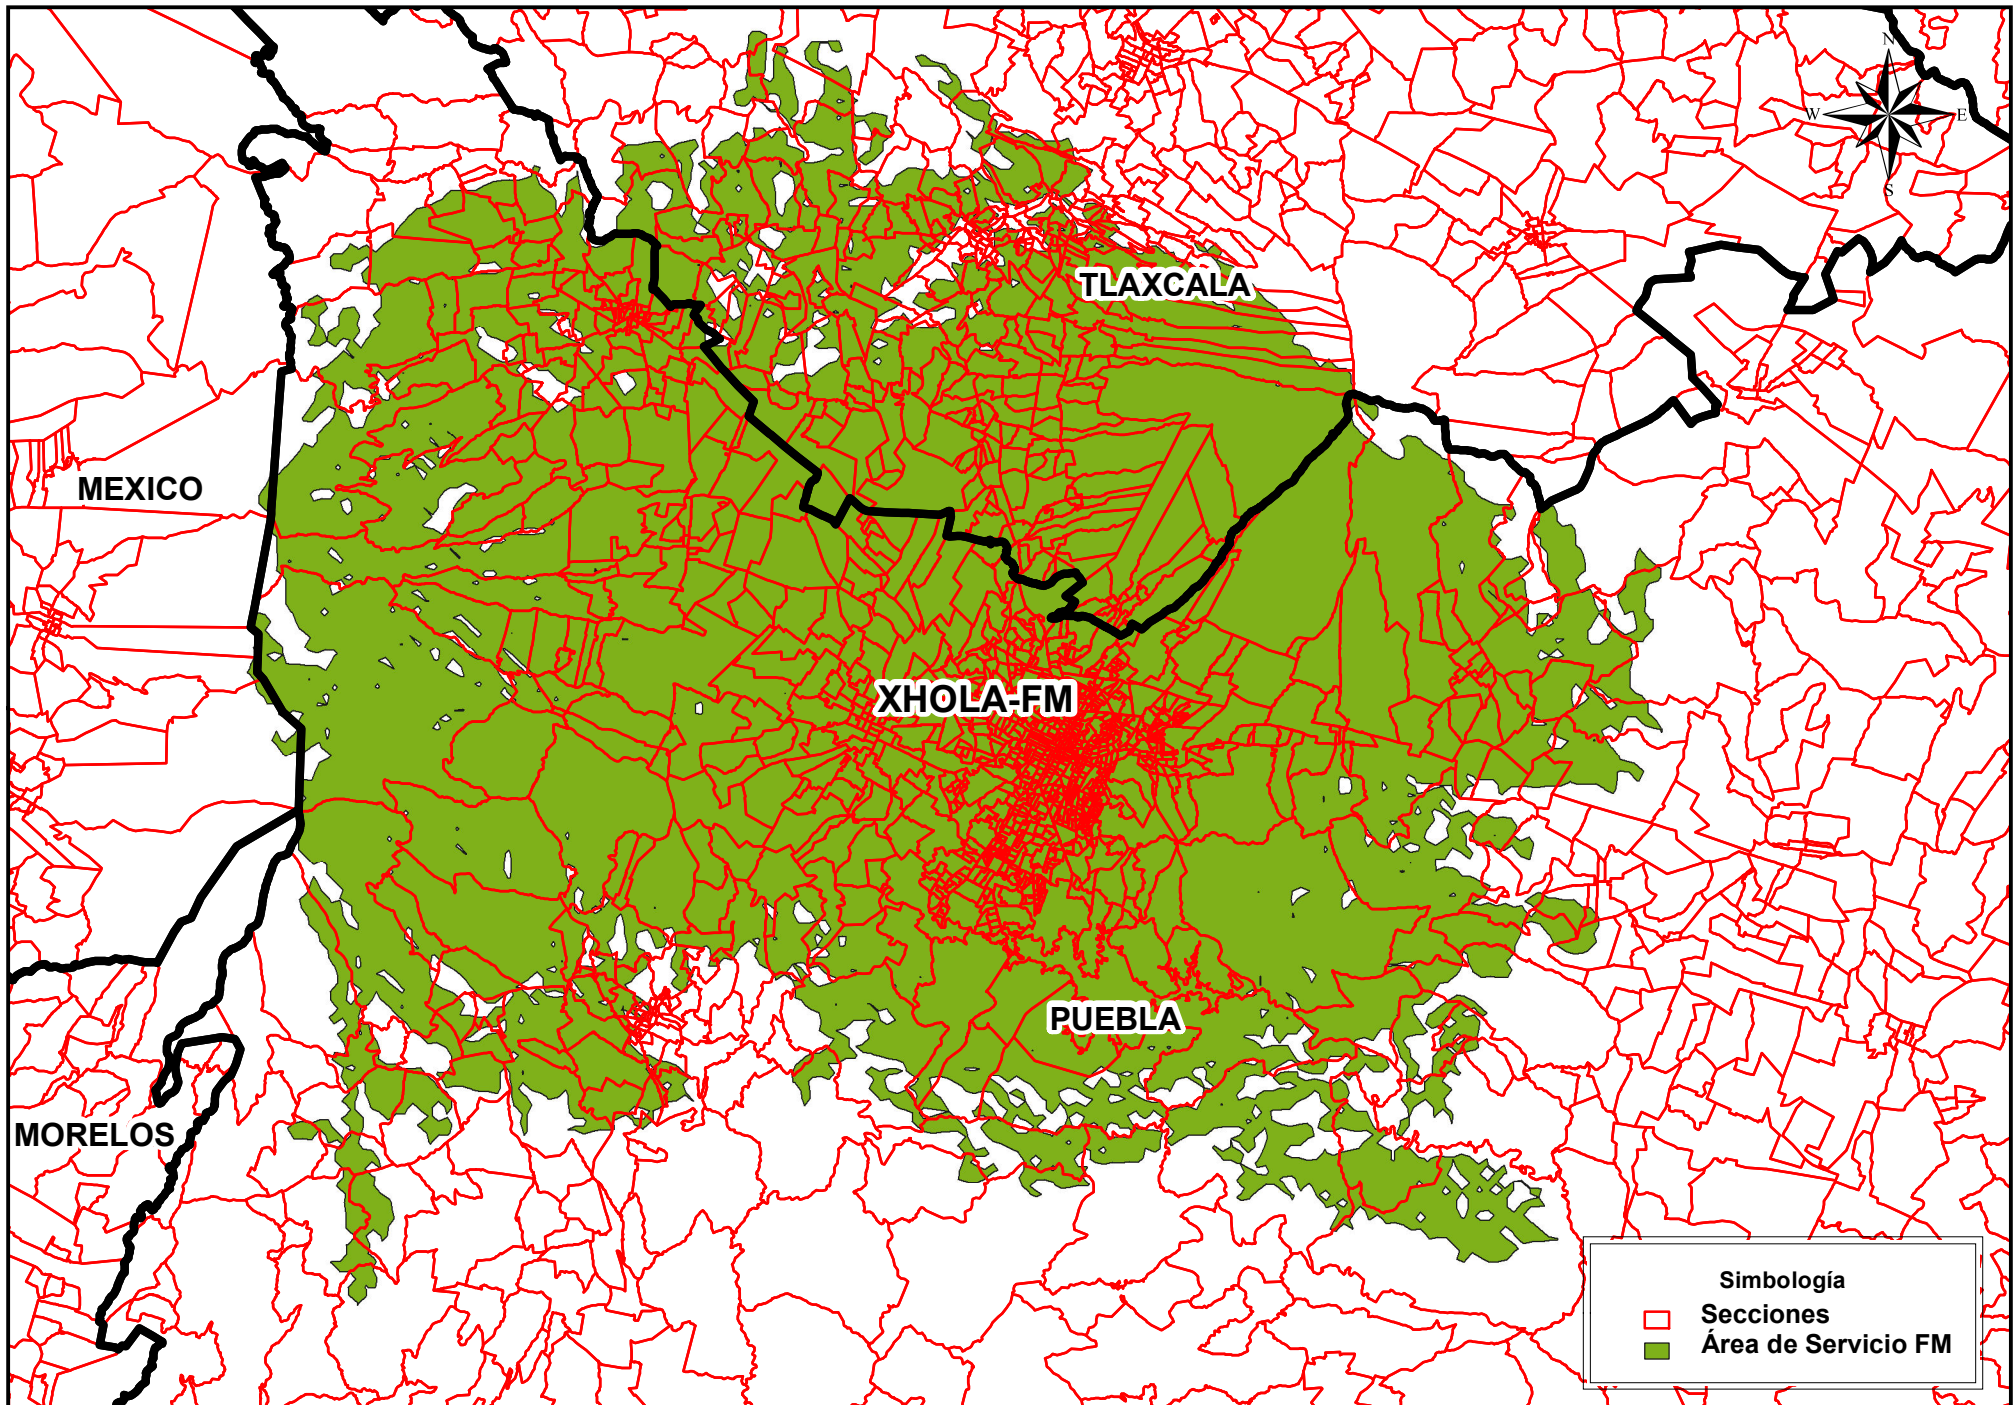 N
W E
S
TLAXCALA
MEXICO
XHOLA-FM
PUEBLA
MORELOS
Simbología
Secciones
Área de Servicio FM